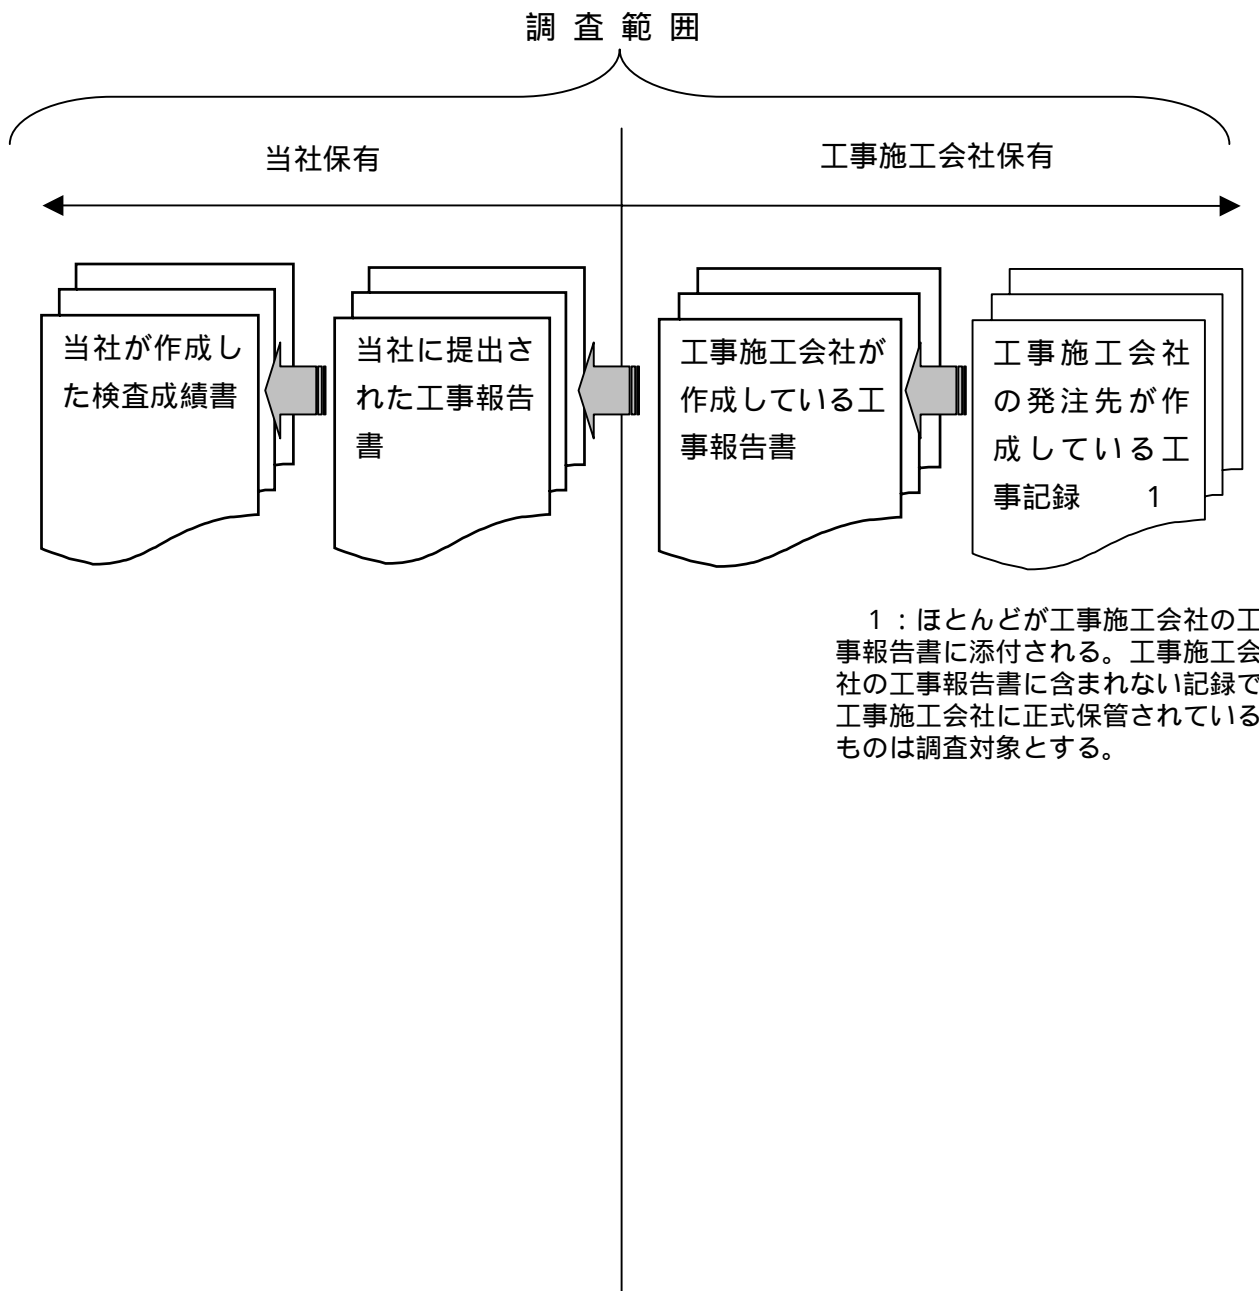 調査範囲
当社保有
工事施工会社保有
当社が作成し
た検査成績書
当社に提出さ
れた工事報告
書
工事施工会社が
作成している工
事報告書
工事施工会社
の発注先が作
成している工
事記録　　1
1：ほとんどが工事施工会社の工
事報告書に添付される。工事施工会
社の工事報告書に含まれない記録で
工事施工会社に正式保管されている
ものは調査対象とする。